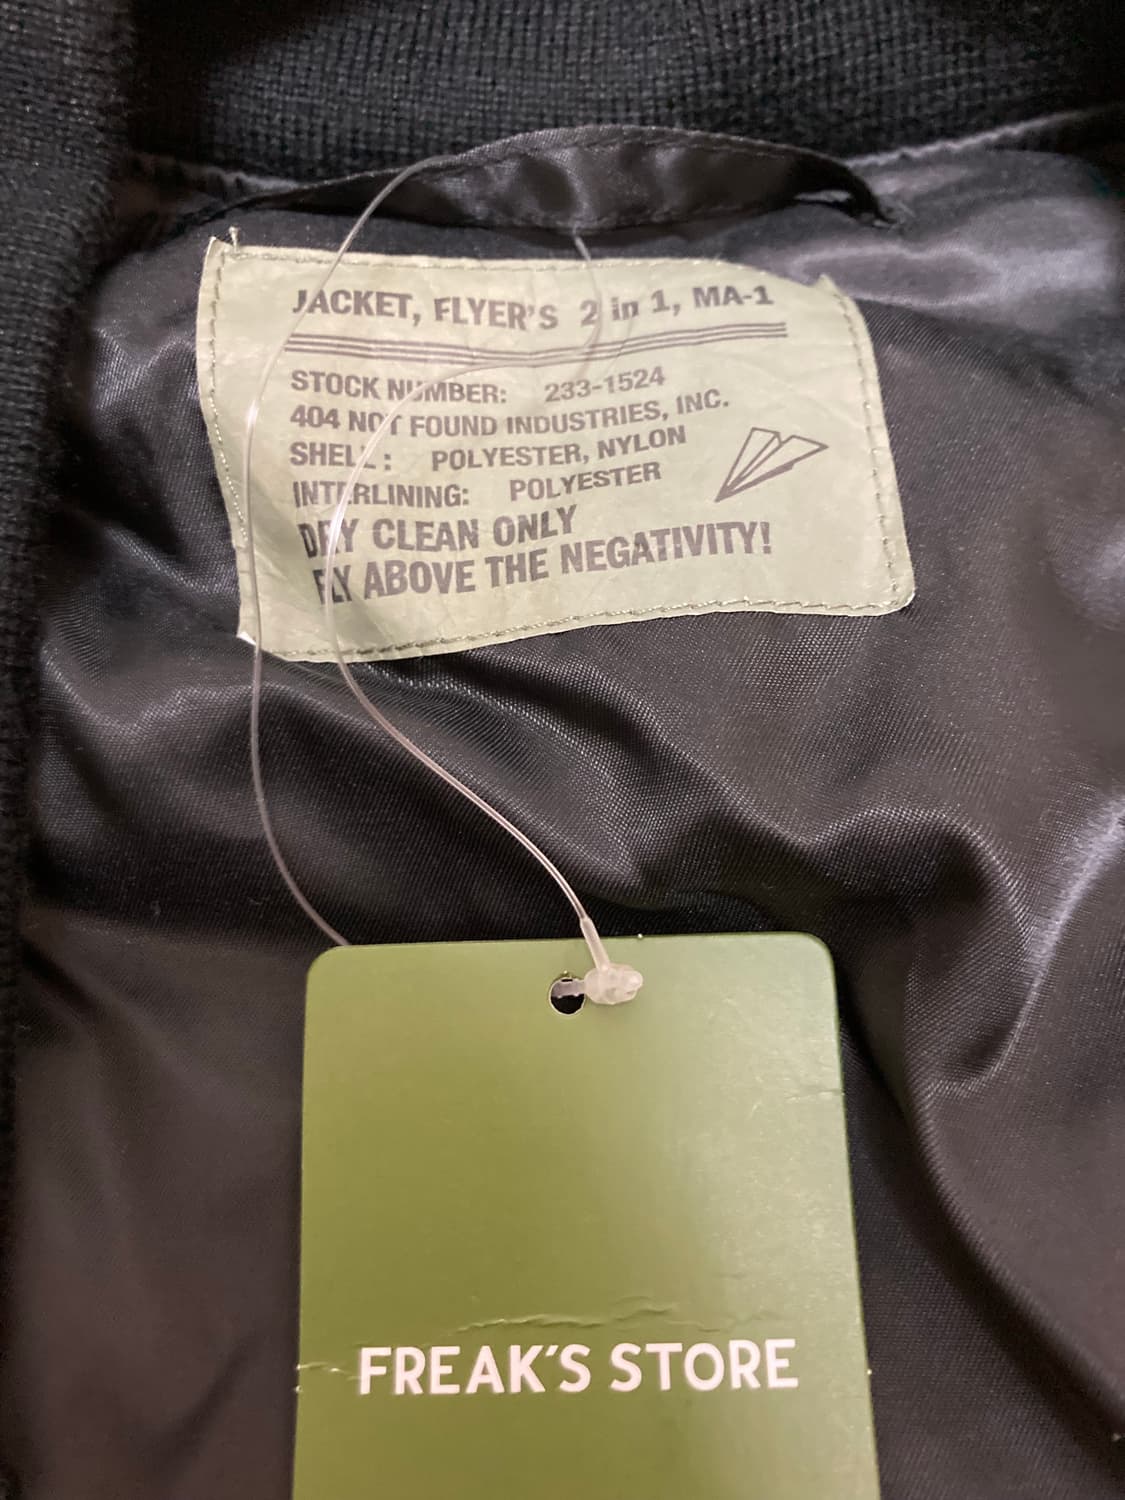 JACKET, FLYER'S 2 in 1, MA-1
STOCK NUMBER: 233-1524
404 NOT FOUND INDUSTRIES, INC.
SHELL: POLYESTER, NYLON
INTERLINING: POLYESTER
DRY CLEAN ONLY
FLY ABOVE THE NEGATIVITY!
FREAK'S STORE